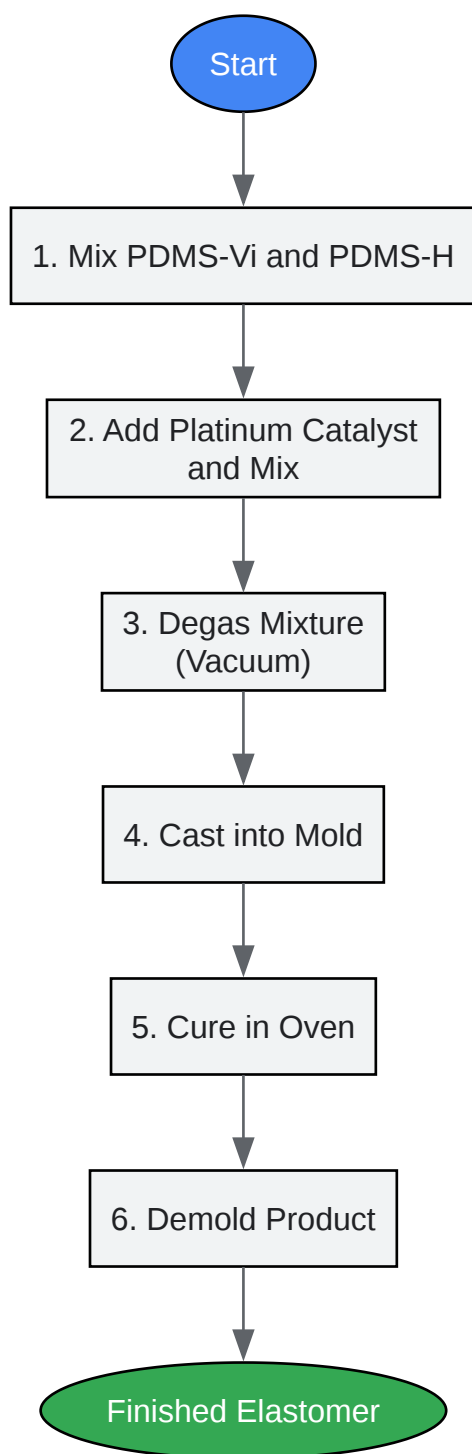 Start
1. Mix PDMS-Vi and PDMS-H
2. Add Platinum Catalyst
and Mix
3. Degas Mixture
(Vacuum)
4. Cast into Mold
5. Cure in Oven
6. Demold Product
Finished Elastomer